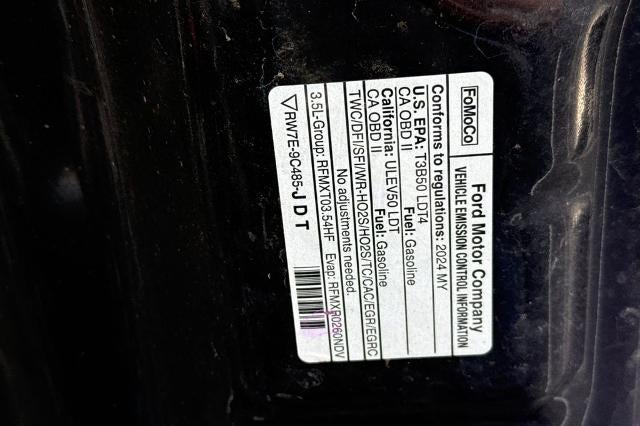 FoMoCo
Ford Motor Company
VEHICLE EMISSION CONTROL INFORMATION
Conforms to regulations: 2024 MY
U.S. EPA: T3B50 LDT4 Fuel: Gasoline
CA OBD II
California: ULEV50 LDT Fuel: Gasoline
CA OBD II
TWC/DFI/SFI/WR-HO2S/HO2S/TC/CAC/EGR/EGRC
No adjustments needed.
3.5L-Group: RFMXT03.54HF Evap: RFMXR0260NDV
RW7E-9C485-J D T